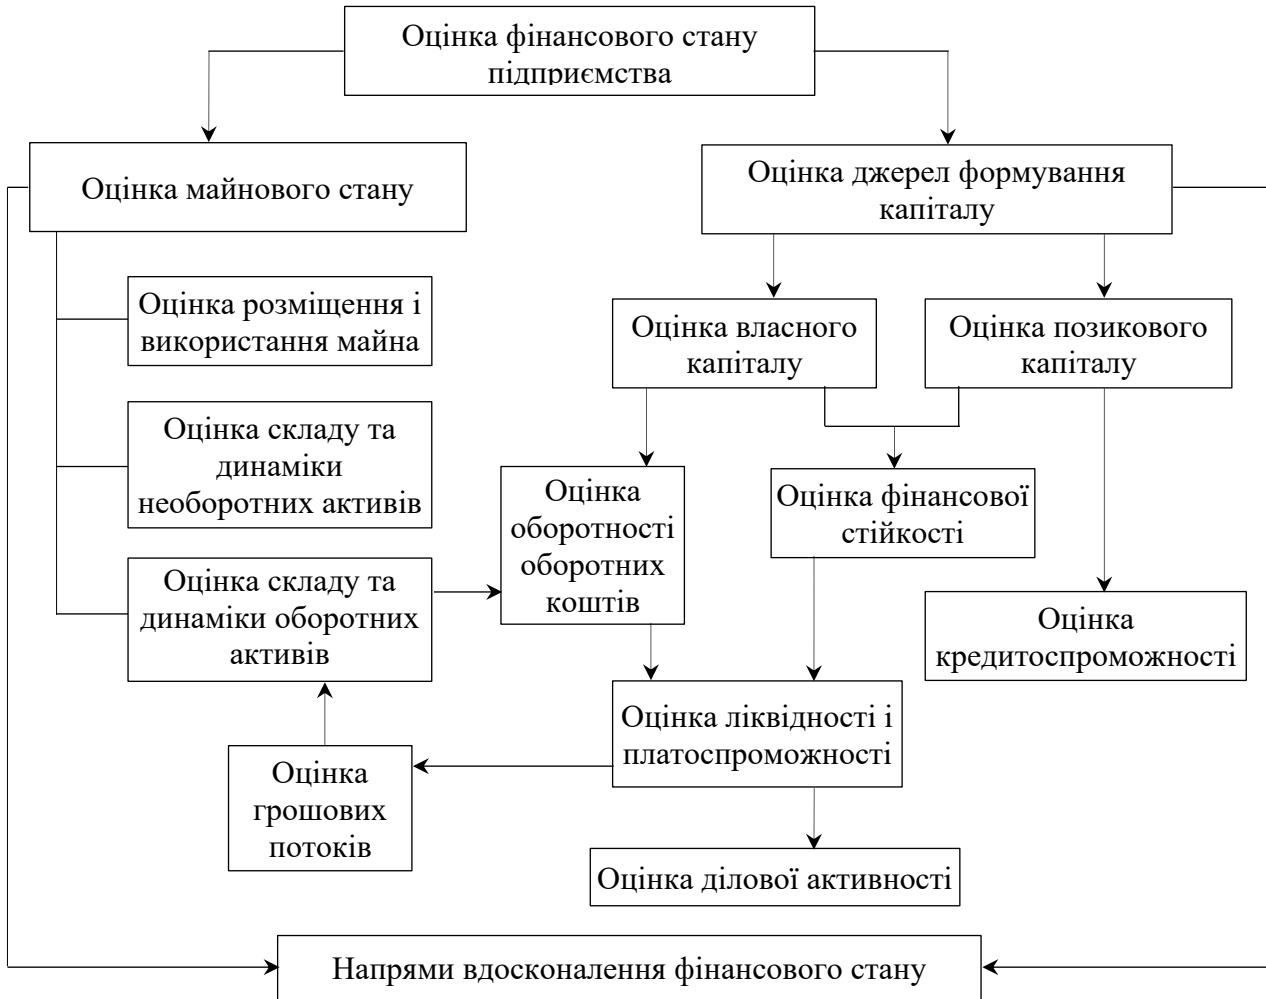 Оцінка фінансового стану
підприємства
Оцінка майнового стану
Оцінка джерел формування
капіталу
Оцінка розміщення і
використання майна
Оцінка власного
капіталу
Оцінка позикового
капіталу
Оцінка складу та
динаміки
необоротних активів
Оцінка
оборотності
оборотних
коштів
Оцінка фінансової
стійкості
Оцінка складу та
динаміки оборотних
активів
Оцінка
кредитоспроможності
Оцінка ліквідності і
платоспроможності
Оцінка
грошових
потоків
Оцінка ділової активності
Напрями вдосконалення фінансового стану